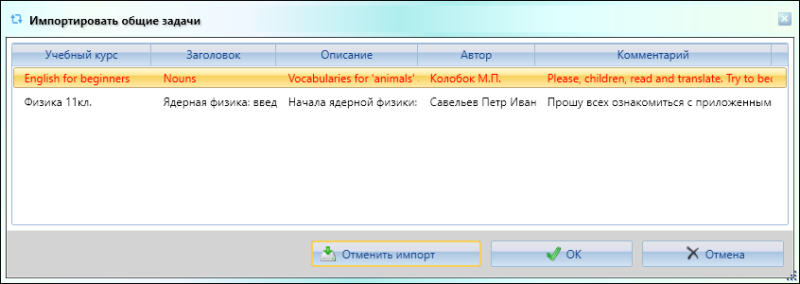 Импортировать общие задачи
Учебный курс Заголовок Описание Автор Комментарий
English for beginners Nouns Vocabularies for 'animals' Колобок М.П. Please, children, read and translate. Try to
Физика 11кл. Ядерная физика: введ Начала ядерной физики: Савельев Петр Иван Прошу всех ознакомиться с приложенным
Отменить импорт OK Отмена